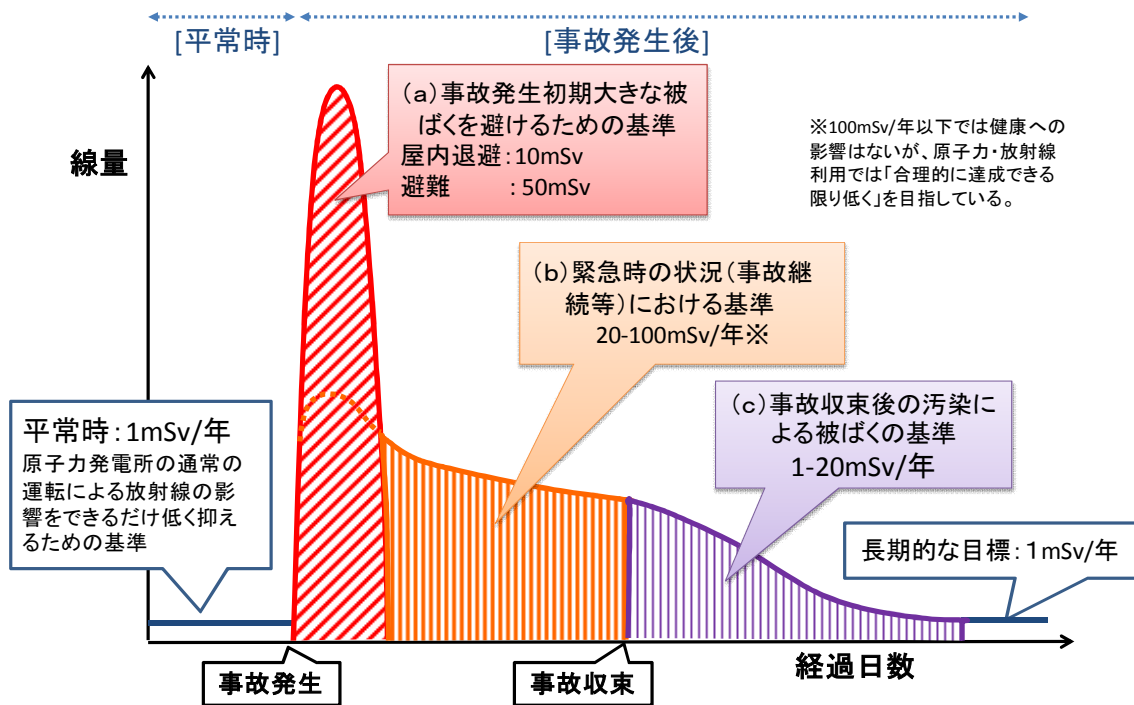 [平常時]
[事故発生後]
線量
(a)事故発生初期大きな被
ばくを避けるための基準
屋内退避:10mSv
避難 :50mSv
※100mSv/年以下では健康への
影響はないが、原子力・放射線
利用では「合理的に達成できる
限り低く」を目指している。
(b)緊急時の状況(事故継
続等)における基準
20-100mSv/年※
(c)事故収束後の汚染に
よる被ばくの基準
1-20mSv/年
平常時:1mSv/年
原子力発電所の通常の
運転による放射線の影
響をできるだけ低く抑え
るための基準
長期的な目標:1mSv/年
事故発生
事故収束
経過日数